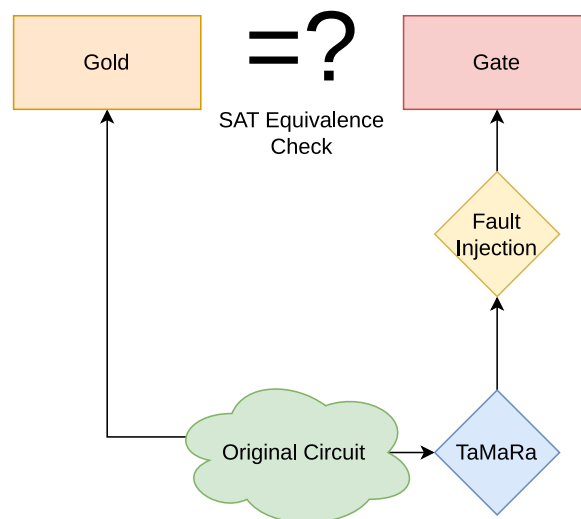 Gold
=?
Gate
SAT Equivalence
Check
Fault
Injection
Original Circuit
TaMaRa